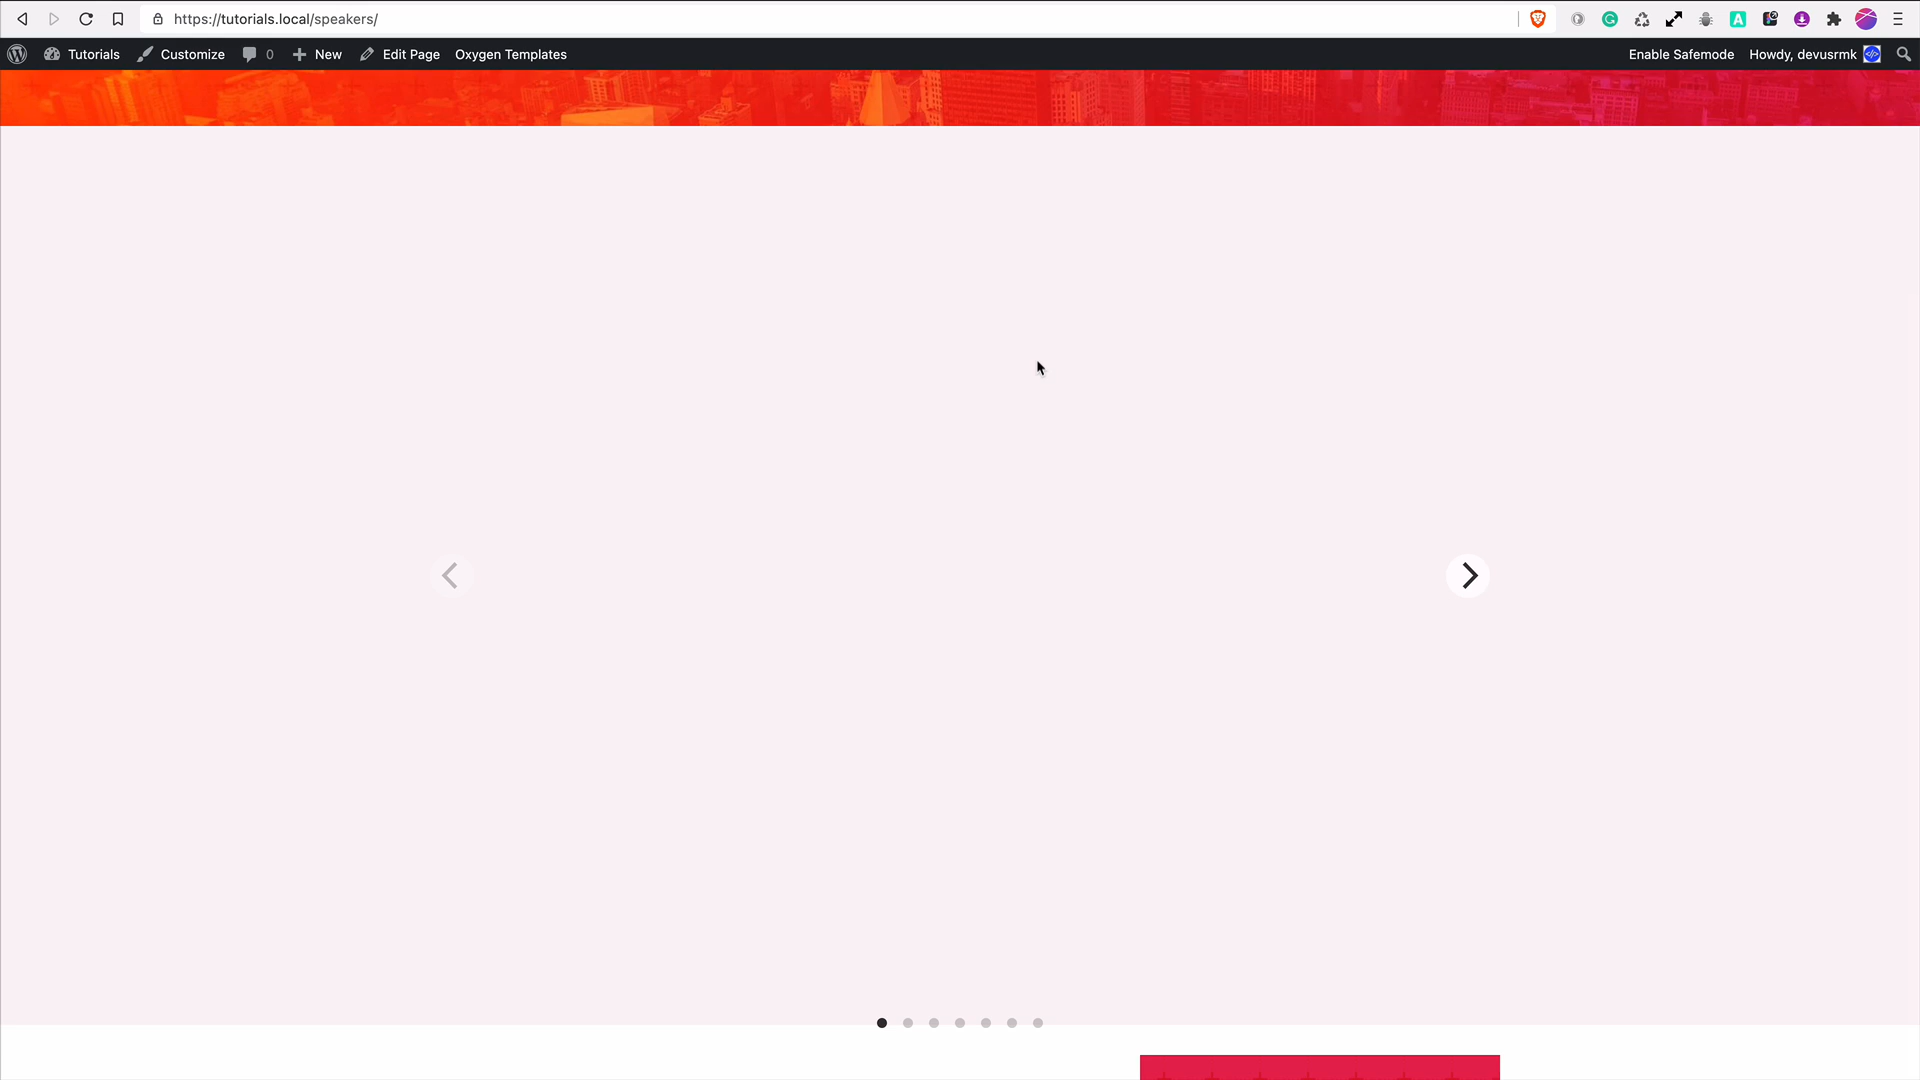 https://tutorials.local/speakers/
Tutorials Customize 0 New Edit Page Oxygen Templates Enable Safemode Howdy, devusrmk